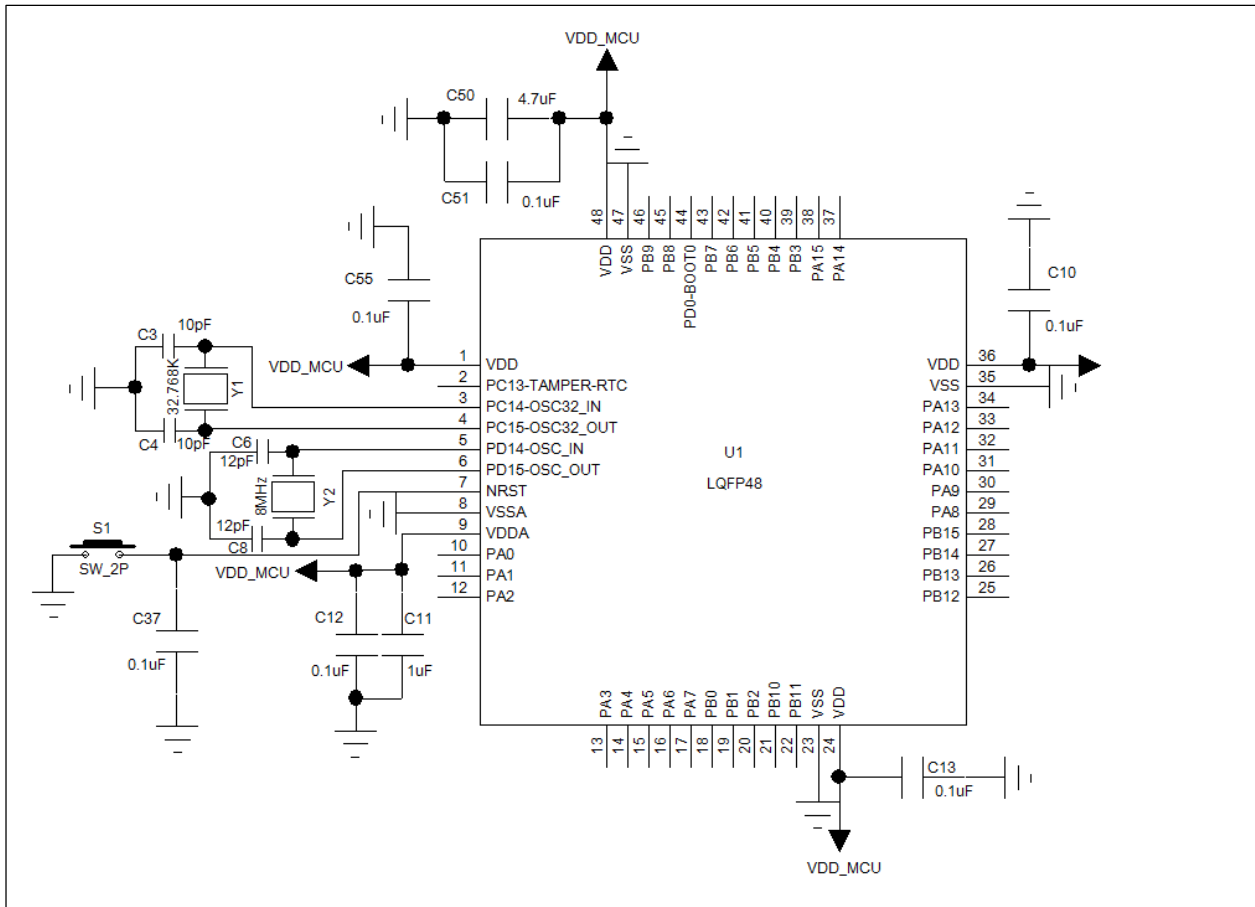 VDD_MCU
C50
4.7uF
C51
0.1uF
48
47
46
45
44
43
42
41
40
39
38
37
VDD
VSS
PB9
PB8
PD0-BOOT0
PB7
PB6
PB5
PB4
PB3
PA15
PA14
C55
0.1uF
C10
0.1uF
C3
10pF
32.768K
Y1
C4
10pF
VDD_MCU
1 VDD
2 PC13-TAMPER-RTC
3 PC14-OSC32_IN
4 PC15-OSC32_OUT
5 PD14-OSC_IN
6 PD15-OSC_OUT
7 NRST
8 VSSA
9 VDDA
10 PA0
11 PA1
12 PA2
C6
12pF
8MHz
Y2
12pF
C8
U1
LQFP48
VDD 36
VSS 35
PA13 34
PA12 33
PA11 32
PA10 31
PA9 30
PA8 29
PB15 28
PB14 27
PB13 26
PB12 25
S1
SW_2P
VDD_MCU
C37
0.1uF
C12
0.1uF
C11
1uF
PA3
PA4
PA5
PA6
PA7
PB0
PB1
PB2
PB10
PB11
VSS
VDD
13
14
15
16
17
18
19
20
21
22
23
24
C13
0.1uF
VDD_MCU